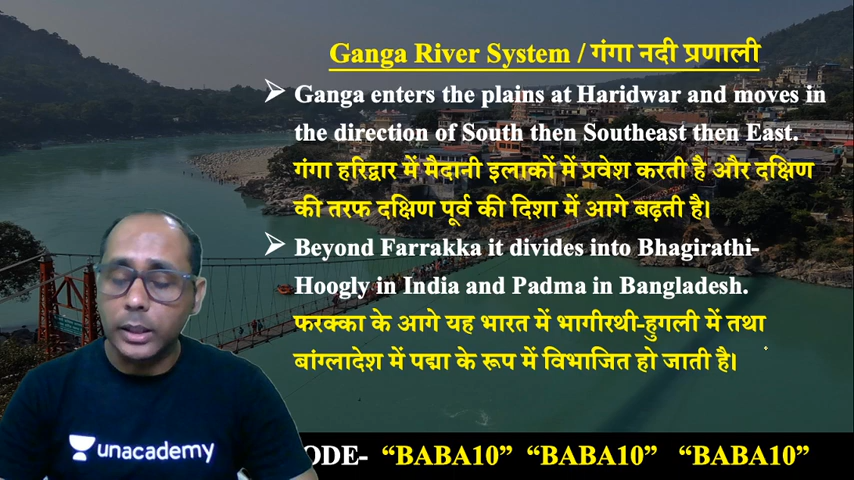 Ganga River System / गंगा नदी प्रणाली
➢ Ganga enters the plains at Haridwar and moves in
the direction of South then Southeast then East.
गंगा हरिद्वार में मैदानी इलाकों में प्रवेश करती है और दक्षिण
की तरफ दक्षिण पूर्व की दिशा में आगे बढ़ती है।
➢ Beyond Farrakka it divides into Bhagirathi-
Hoogly in India and Padma in Bangladesh.
फरक्का के आगे यह भारत में भागीरथी-हुगली में तथा
बांग्लादेश में पद्मा के रूप में विभाजित हो जाती है।
unacademy
ODE- “BABA10” “BABA10” “BABA10”